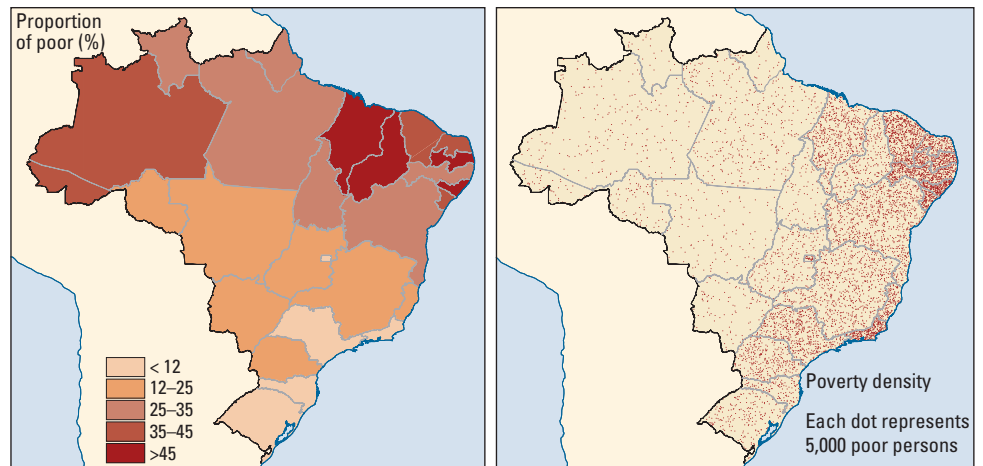 Proportion
of poor (%)
< 12
12–25
25–35
35–45
>45
Poverty density
Each dot represents
5,000 poor persons